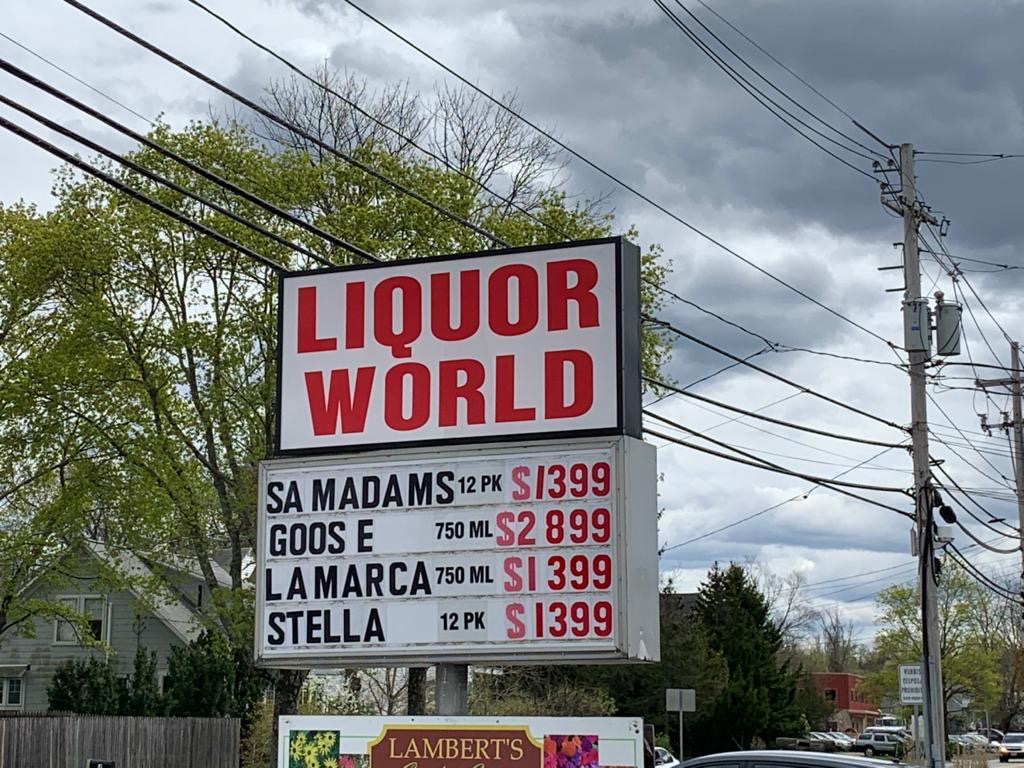 LIQUOR
WORLD
SA MADAMS 12 PK $1399
GOOS E 750 ML $2 899
LA MARCA 750 ML $1 399
STELLA 12 PK $1399
LAMBERT'S